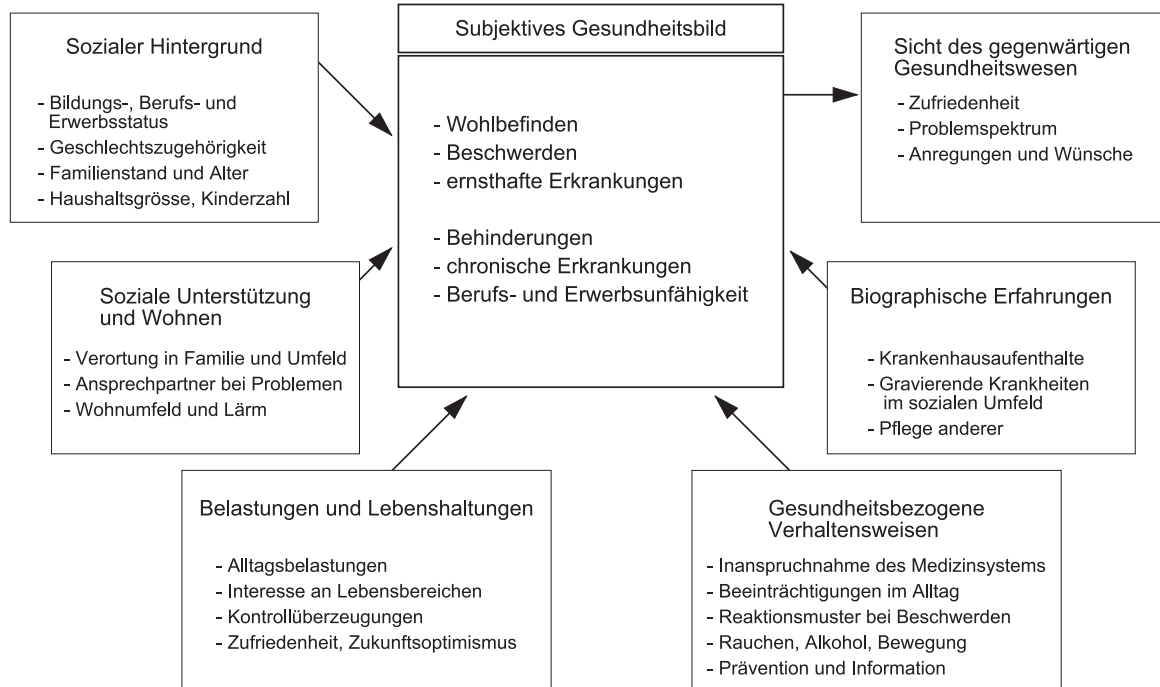 Sozialer Hintergrund
- Bildungs-, Berufs- und
Erwerbsstatus
- Geschlechtszugehörigkeit
- Familienstand und Alter
- Haushaltsgrösse, Kinderzahl
Subjektives Gesundheitsbild
- Wohlbefinden
- Beschwerden
- ernsthafte Erkrankungen
- Behinderungen
- chronische Erkrankungen
- Berufs- und Erwerbsunfähigkeit
Sicht des gegenwärtigen
Gesundheitswesen
- Zufriedenheit
- Problemspektrum
- Anregungen und Wünsche
Soziale Unterstützung
und Wohnen
- Verortung in Familie und Umfeld
- Ansprechpartner bei Problemen
- Wohnumfeld und Lärm
Biographische Erfahrungen
- Krankenhausaufenthalte
- Gravierende Krankheiten
im sozialen Umfeld
- Pflege anderer
Belastungen und Lebenshaltungen
- Alltagsbelastungen
- Interesse an Lebensbereichen
- Kontrollüberzeugungen
- Zufriedenheit, Zukunftsoptimismus
Gesundheitsbezogene
Verhaltensweisen
- Inanspruchnahme des Medizinsystems
- Beeinträchtigungen im Alltag
- Reaktionsmuster bei Beschwerden
- Rauchen, Alkohol, Bewegung
- Prävention und Information